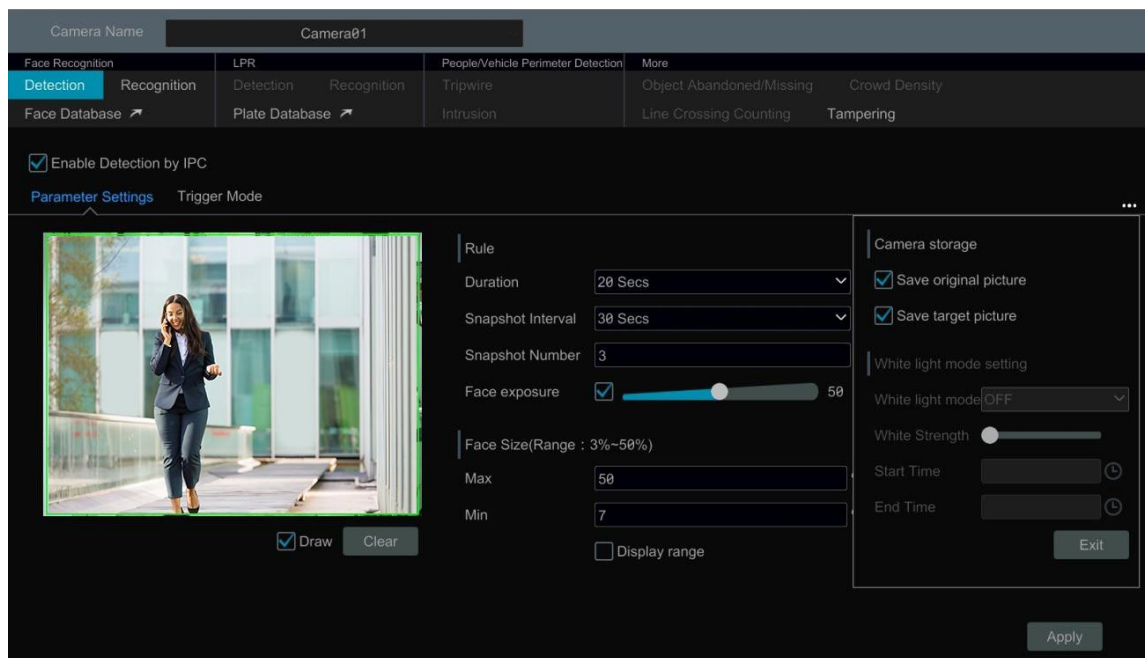 Camera Name Camera01
Face Recognition LPR People/Vehicle Perimeter Detection More
Detection Recognition Detection Recognition Tripwire Object Abandoned/Missing Crowd Density
Face Database Plate Database Intrusion Line Crossing Counting Tampering
Enable Detection by IPC
Parameter Settings Trigger Mode
...
Rule
Duration 20 Secs
Snapshot Interval 30 Secs
Snapshot Number 3
Face exposure 50
Face Size(Range : 3%~50%)
Max 50
Min 7
Display range
Draw Clear
Camera storage
Save original picture
Save target picture
White light mode setting
White light mode OFF
White Strength
Start Time
End Time
Exit
Apply